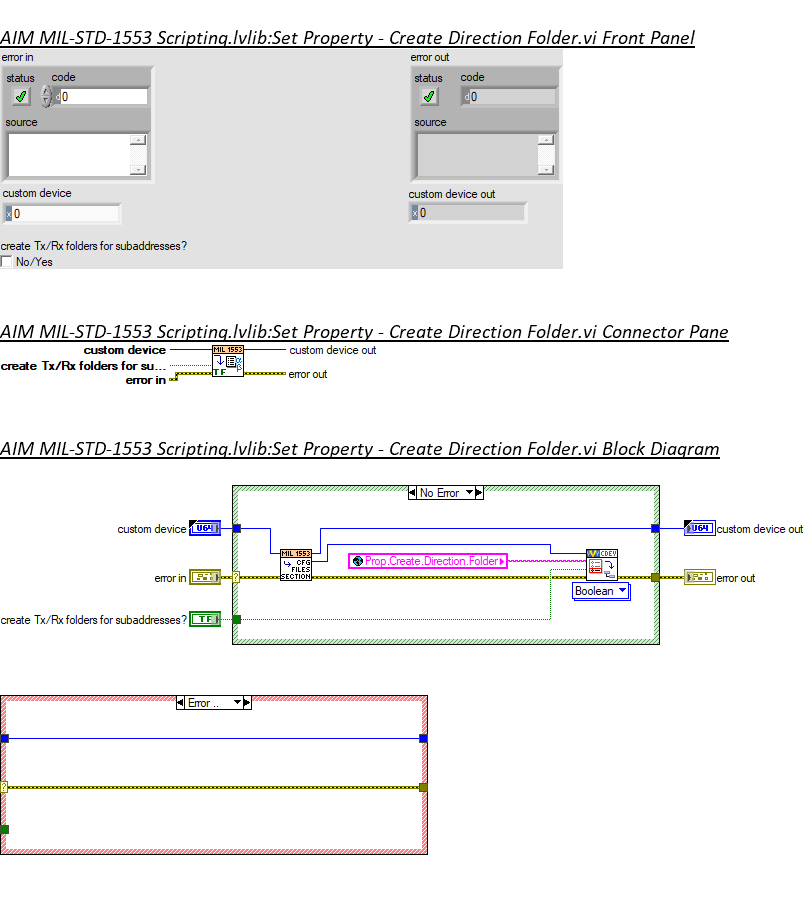 AIM MIL-STD-1553 Scripting.lvlib:Set Property - Create Direction Folder.vi Front Panel
error in
error out
status code
status code
0
0
source
source
custom device
custom device out
x 0
x 0
create Tx/Rx folders for subaddresses?
No/Yes
AIM MIL-STD-1553 Scripting.lvlib:Set Property - Create Direction Folder.vi Connector Pane
custom device
MIL 1553
custom device out
create Tx/Rx folders for su...
TF
error in
error out
AIM MIL-STD-1553 Scripting.lvlib:Set Property - Create Direction Folder.vi Block Diagram
No Error
custom device
U64
U64
custom device out
MIL 1553
CFG
FILES
SECTION
Prop.Create.Direction.Folder
CDEV
error in
?
error out
Boolean
create Tx/Rx folders for subaddresses?
TF
Error ..
?